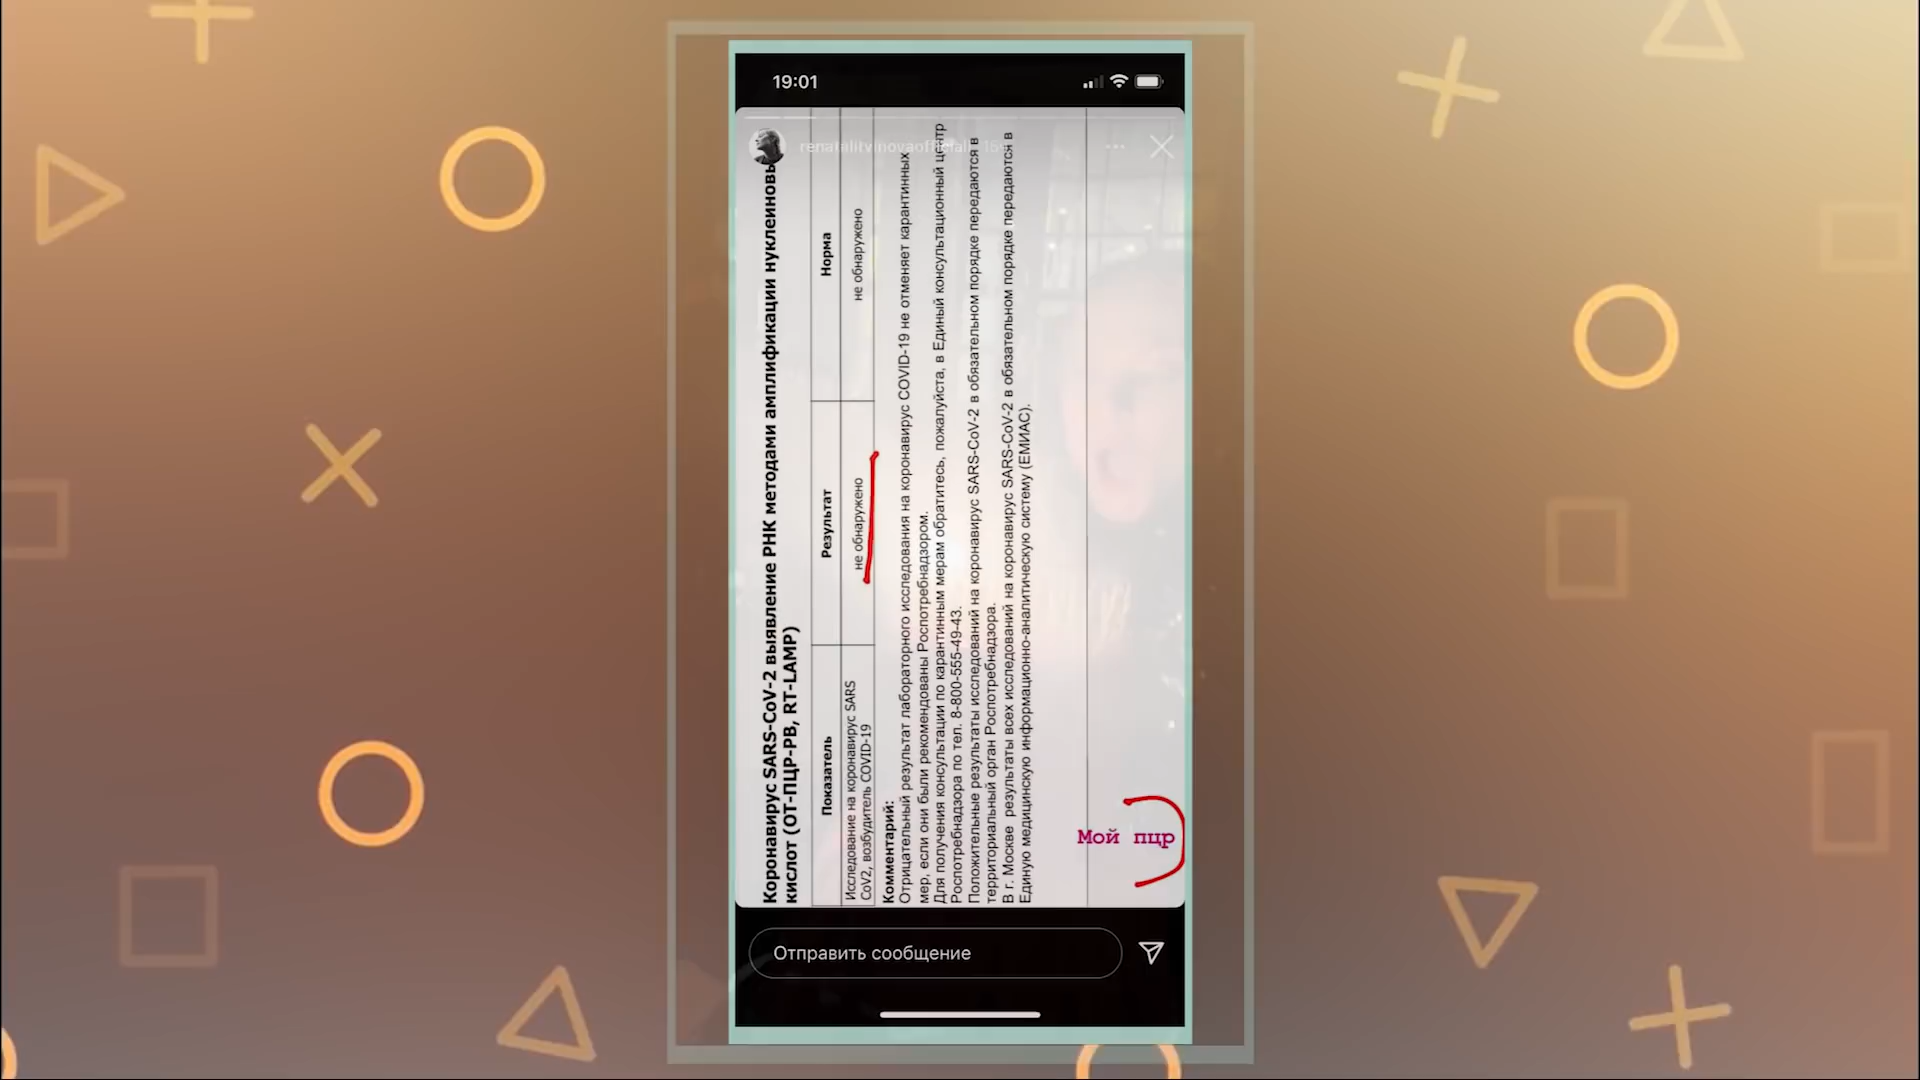 19:01
renatalitvinovaofficial 16ч
Коронавирус SARS-CoV-2 выявление РНК методами амплификации нуклеиновы
кислот (ОТ-ПЦР-РВ, RT-LAMP)
Показатель Результат Норма
Исследование на коронавирус SARS
CoV2, возбудитель COVID-19
не обнаружено не обнаружено
Комментарий:
Отрицательный результат лабораторного исследования на коронавирус COVID-19 не отменяет карантинных
мер, если они были рекомендованы Роспотребнадзором.
Для получения консультации по карантинным мерам обратитесь, пожалуйста, в Единый консультационный центр
Роспотребнадзора по тел. 8-800-555-49-43.
Положительные результаты исследований на коронавирус SARS-CoV-2 в обязательном порядке передаются в
территориальный орган Роспотребнадзора.
В г. Москве результаты всех исследований на коронавирус SARS-CoV-2 в обязательном порядке передаются в
Единую медицинскую информационно-аналитическую систему (ЕМИАС).
Мой пцр
Отправить сообщение